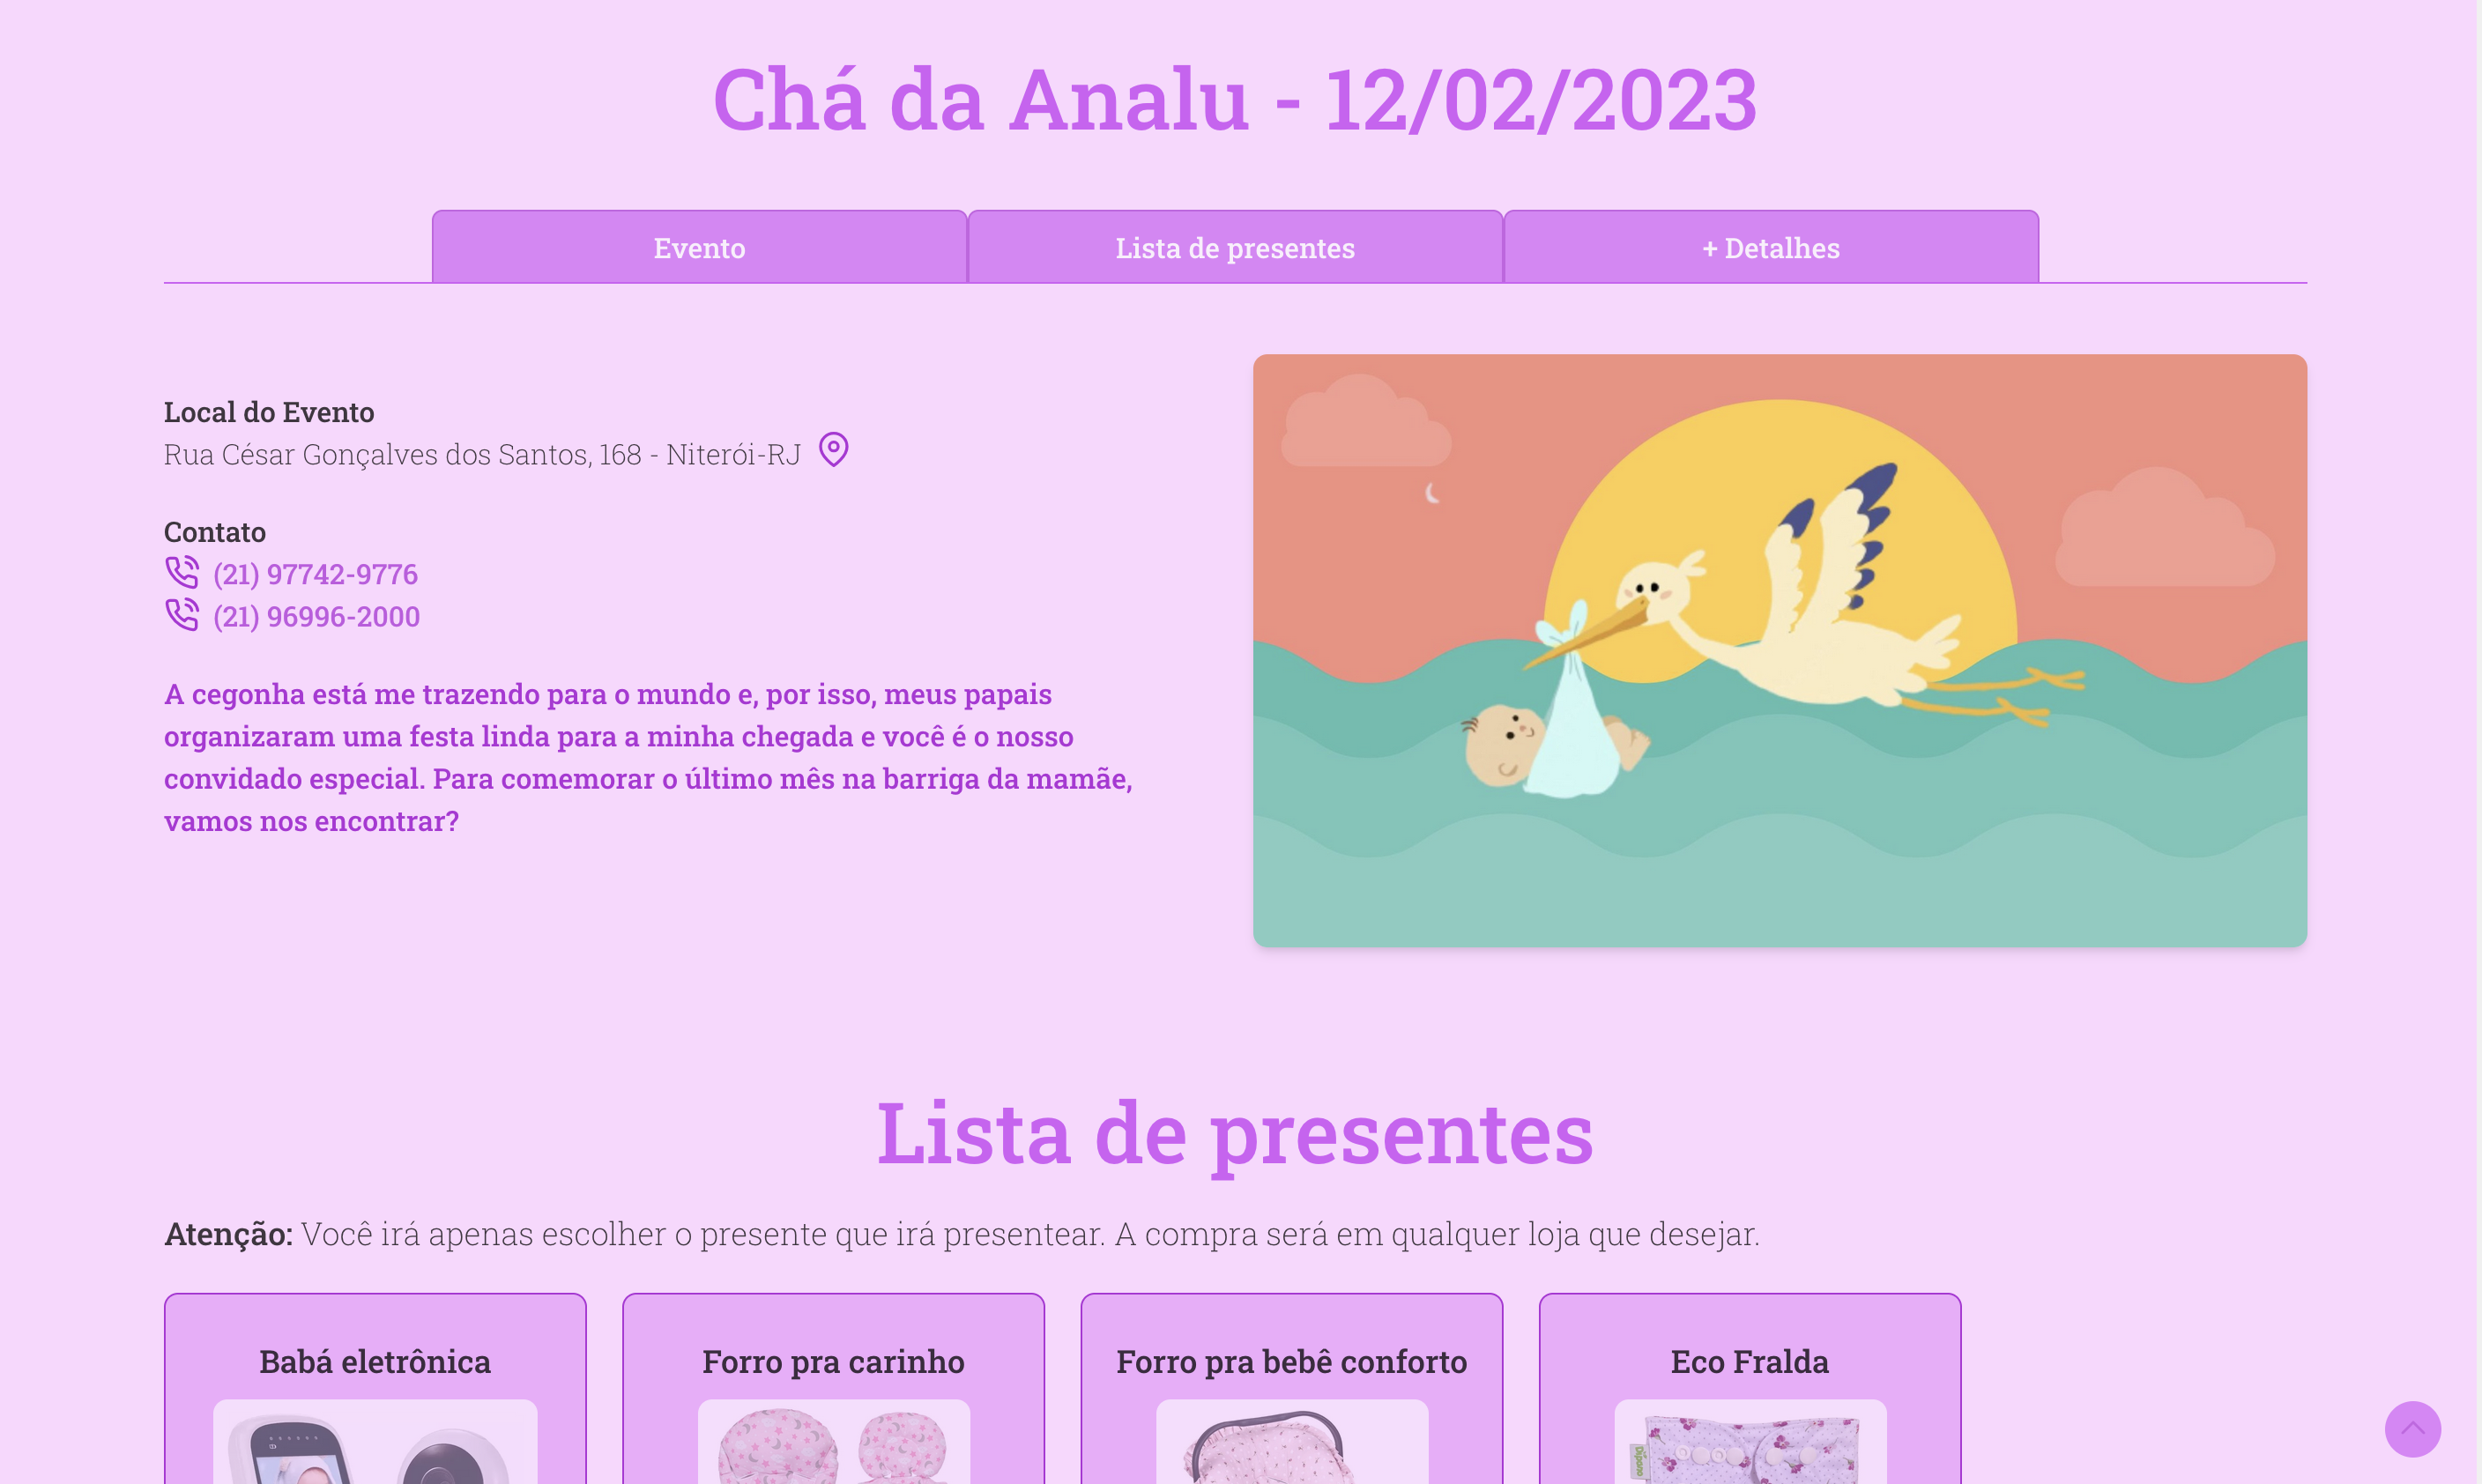 Chá da Analu - 12/02/2023
Evento
Lista de presentes
+ Detalhes
Local do Evento
Rua César Gonçalves dos Santos, 168 - Niterói-RJ
Contato
(21) 97742-9776
(21) 96996-2000
A cegonha está me trazendo para o mundo e, por isso, meus papais
organizaram uma festa linda para a minha chegada e você é o nosso
convidado especial. Para comemorar o último mês na barriga da mamãe,
vamos nos encontrar?
Lista de presentes
Atenção: Você irá apenas escolher o presente que irá presentear. A compra será em qualquer loja que desejar.
Babá eletrônica
Forro pra carinho
Forro pra bebê conforto
Eco Fralda